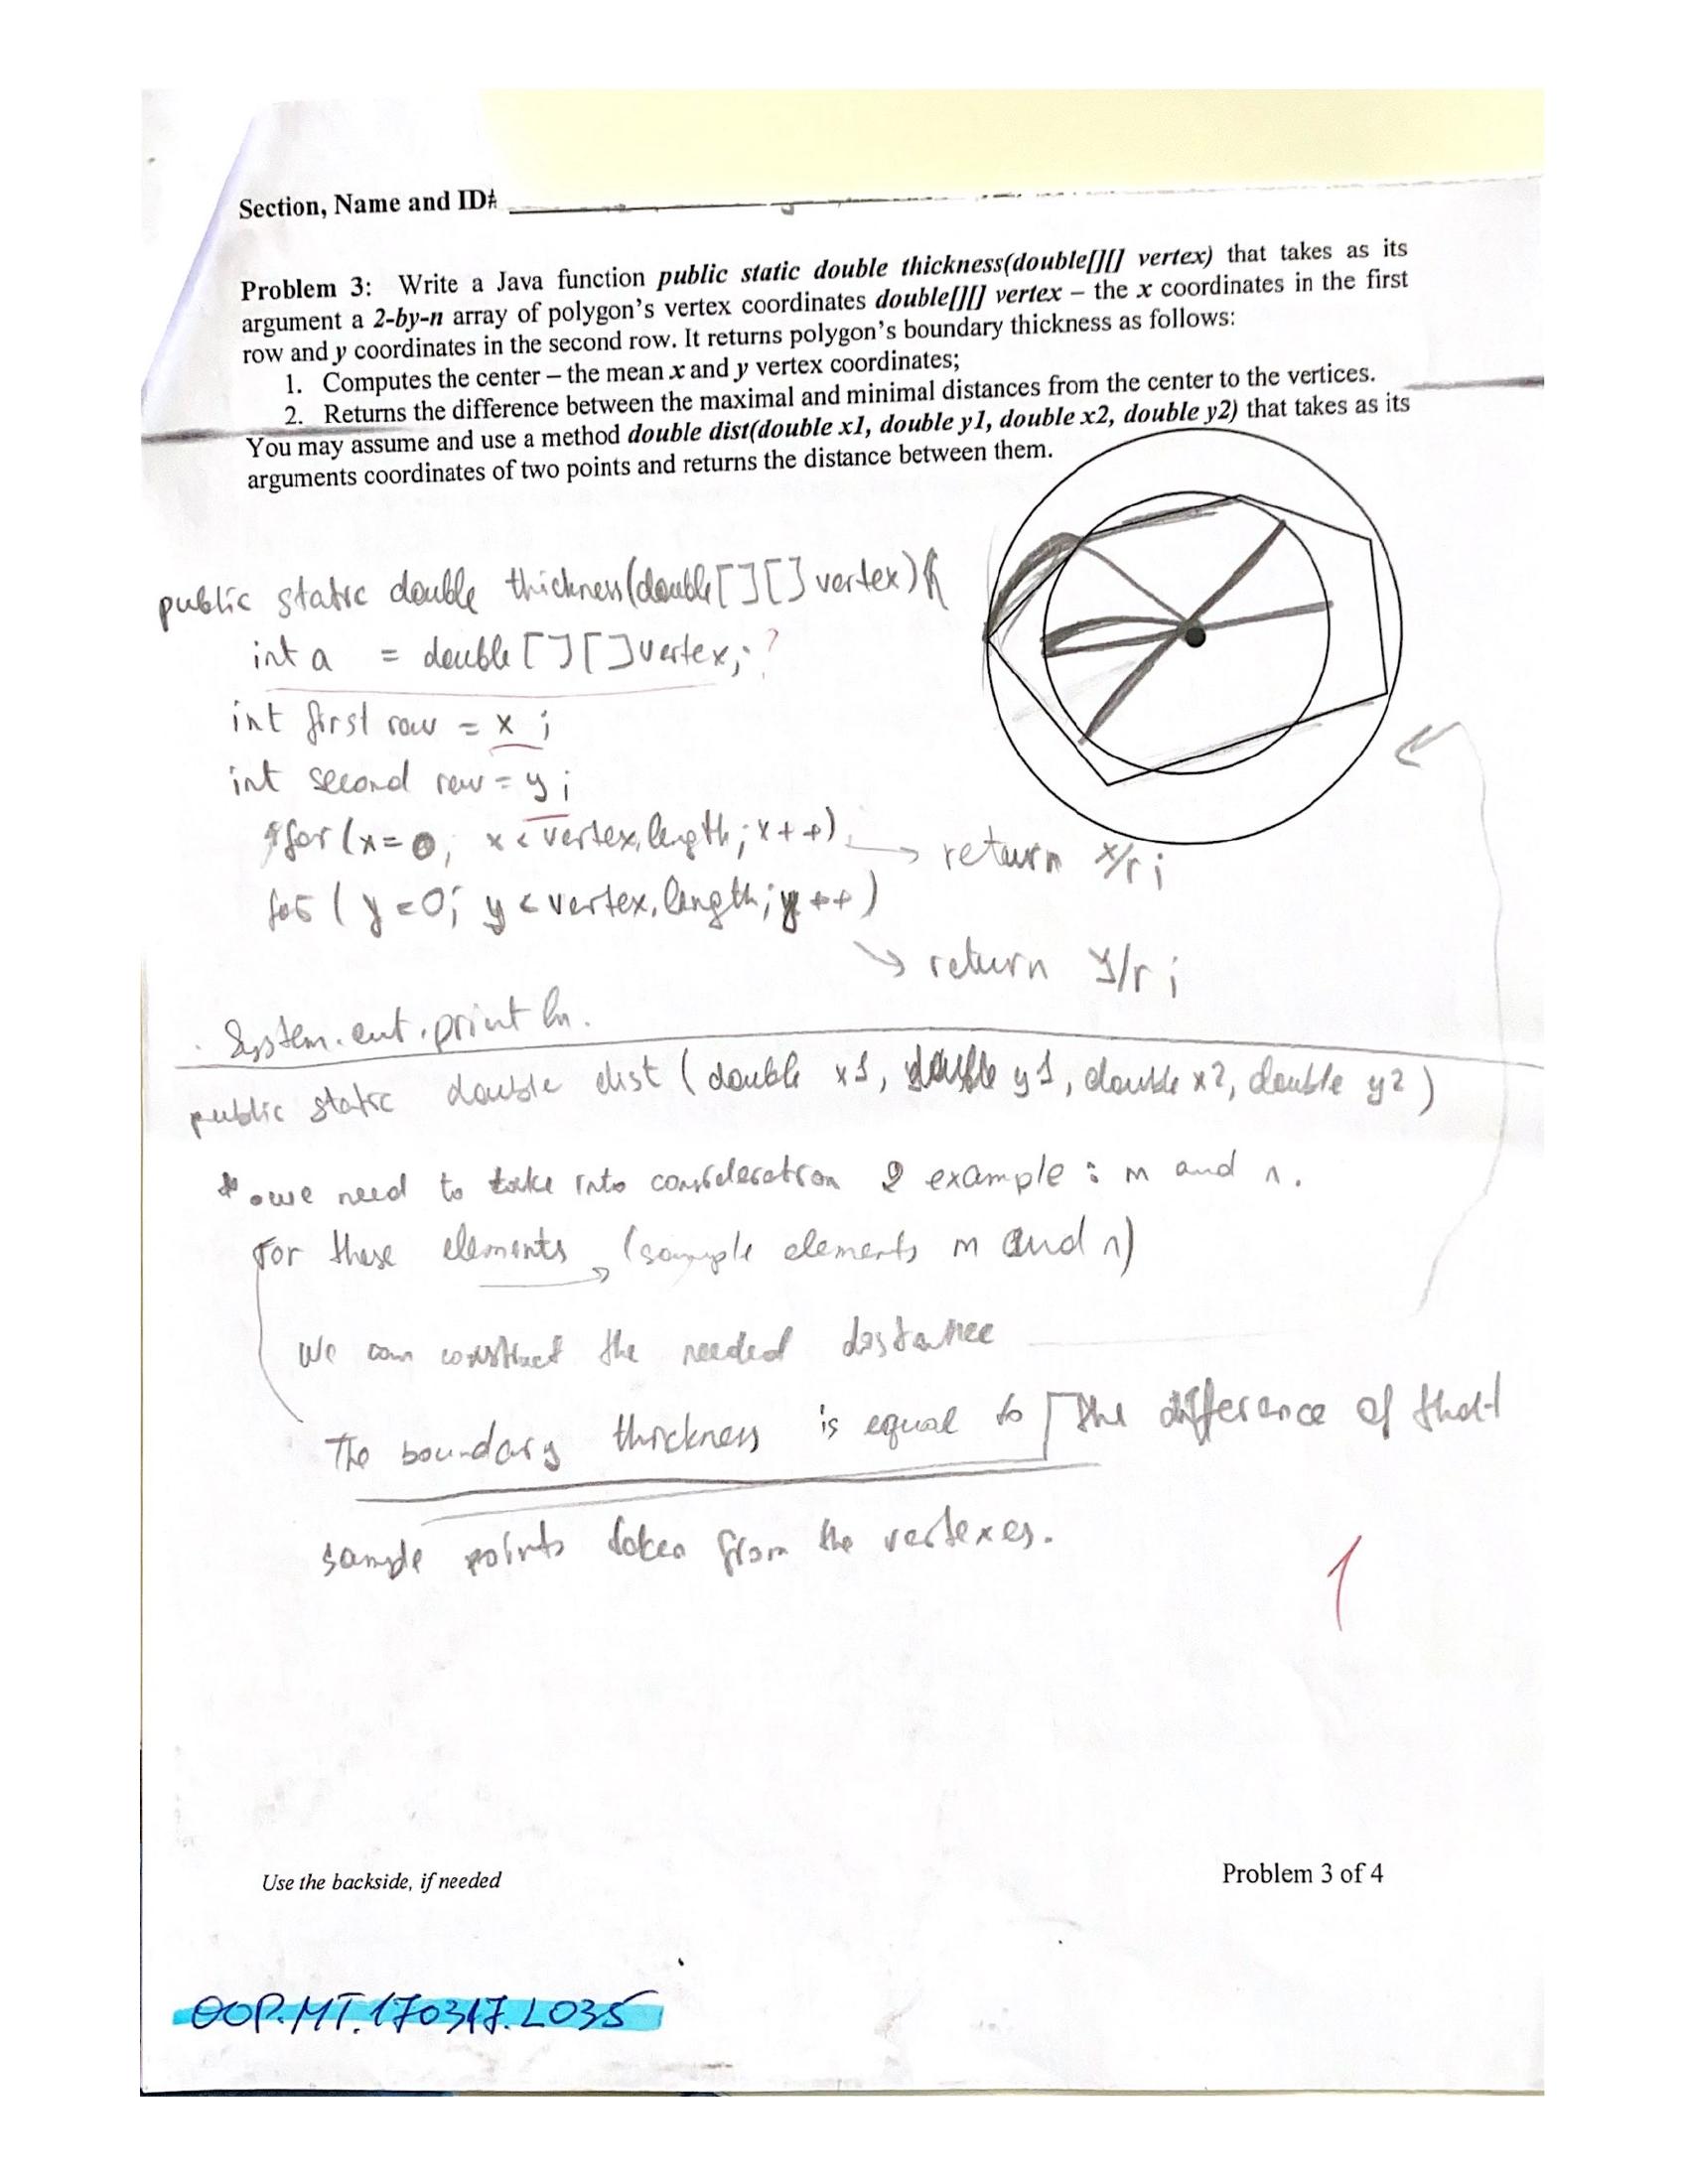 Section, Name and ID#
Problem 3: Write a Java function public static double thickness(double[][] vertex) that takes as its
argument a 2-by-n array of polygon's vertex coordinates double[][] vertex – the x coordinates in the first
row and y coordinates in the second row. It returns polygon's boundary thickness as follows:
1. Computes the center – the mean x and y vertex coordinates;
2. Returns the difference between the maximal and minimal distances from the center to the vertices.
You may assume and use a method double dist(double x1, double y1, double x2, double y2) that takes as its
arguments coordinates of two points and returns the distance between them.
public static double thickness(double[][] vertex){
int a = double[][] vertex; ?
int first row = x ;
int second row = y ;
for (x=0; x < vertex.length; x++) → return x/r ;
for ( y=0; y < vertex.length; y++)
→ return y/r ;
System.out.println.
public static double dist ( double x1, double y1, double x2, double y2 )
* we need to take into consideration 2 example : m and n.
For these elements → (sample elements m and n)
We can construct the needed distance
The boundary thickness is equal to the difference of that
sample points taken from the vertexes.
1
Use the backside, if needed
Problem 3 of 4
OOP.MT.170317.L035